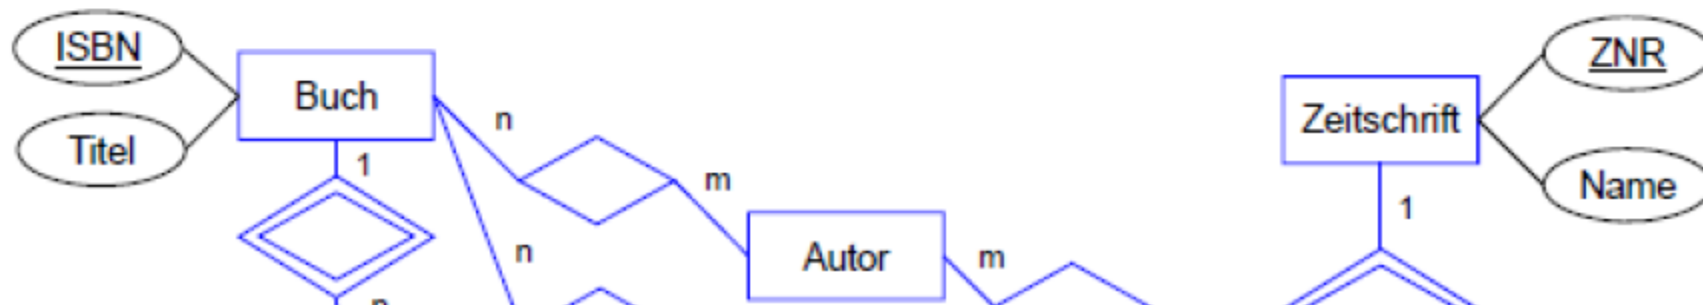 ISBN
Buch
Titel
n
1
m
n
Autor
m
Zeitschrift
ZNR
Name
1
n